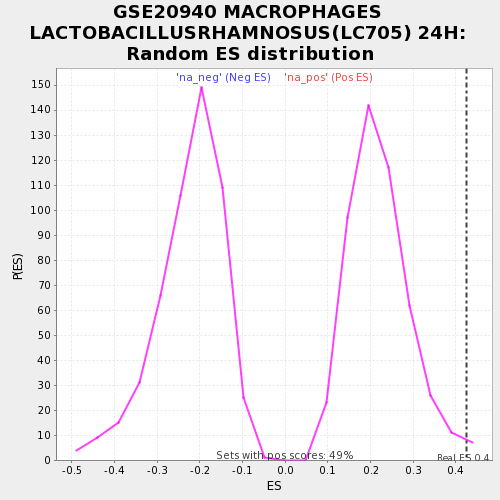 GSE20940 MACROPHAGES
LACTOBACILLUSRHAMNOSUS(LC705) 24H:
Random ES distribution
'na_neg' (Neg ES) 'na_pos' (Pos ES)
150
140
130
120
110
100
90
80
70
60
50
40
30
20
10
0
P(ES)
Sets with pos scores: 49%
Real ES 0.4
-0.5 -0.4 -0.3 -0.2 -0.1 0.0 0.1 0.2 0.3 0.4
ES